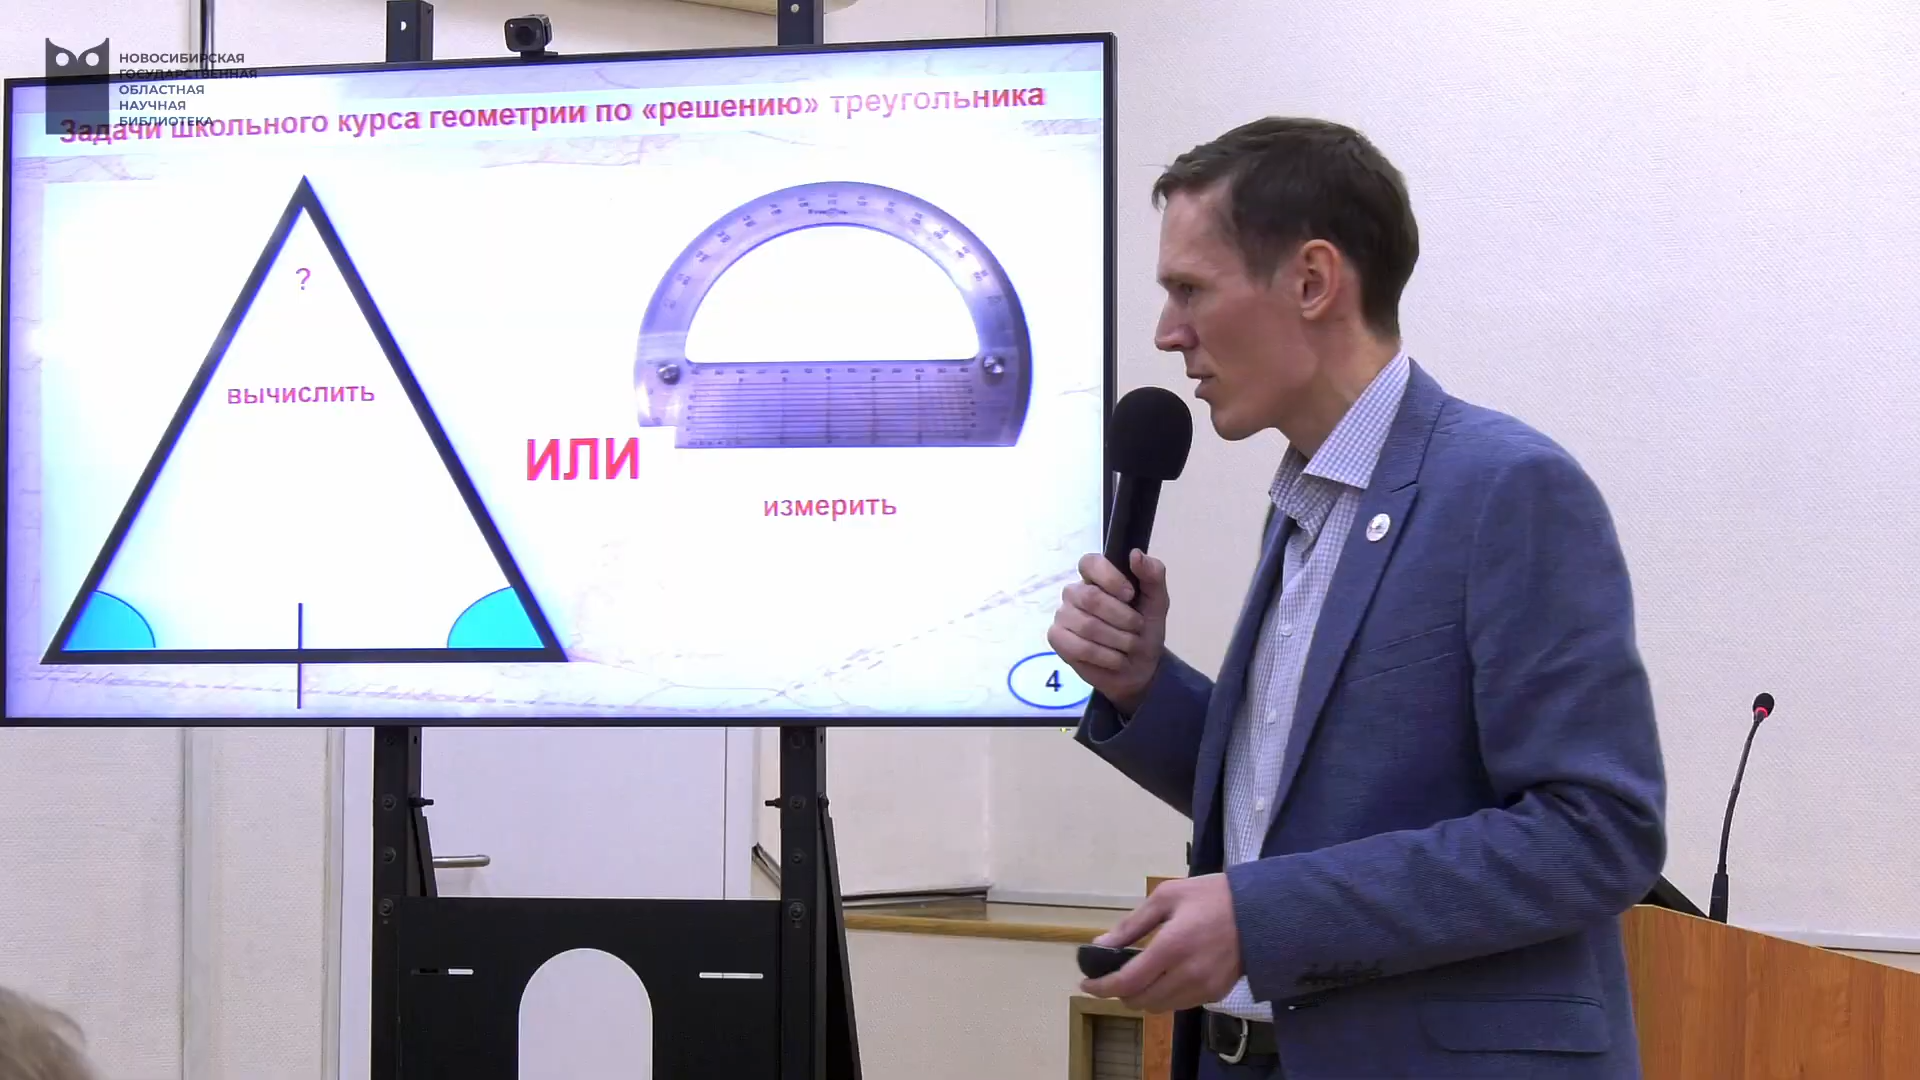 НОВОСИБИРСКАЯ
ГОСУДАРСТВЕННАЯ
ОБЛАСТНАЯ
НАУЧНАЯ
БИБЛИОТЕКА
Задачи школьного курса геометрии по «решению» треугольника
?
вычислить
ИЛИ
измерить
4